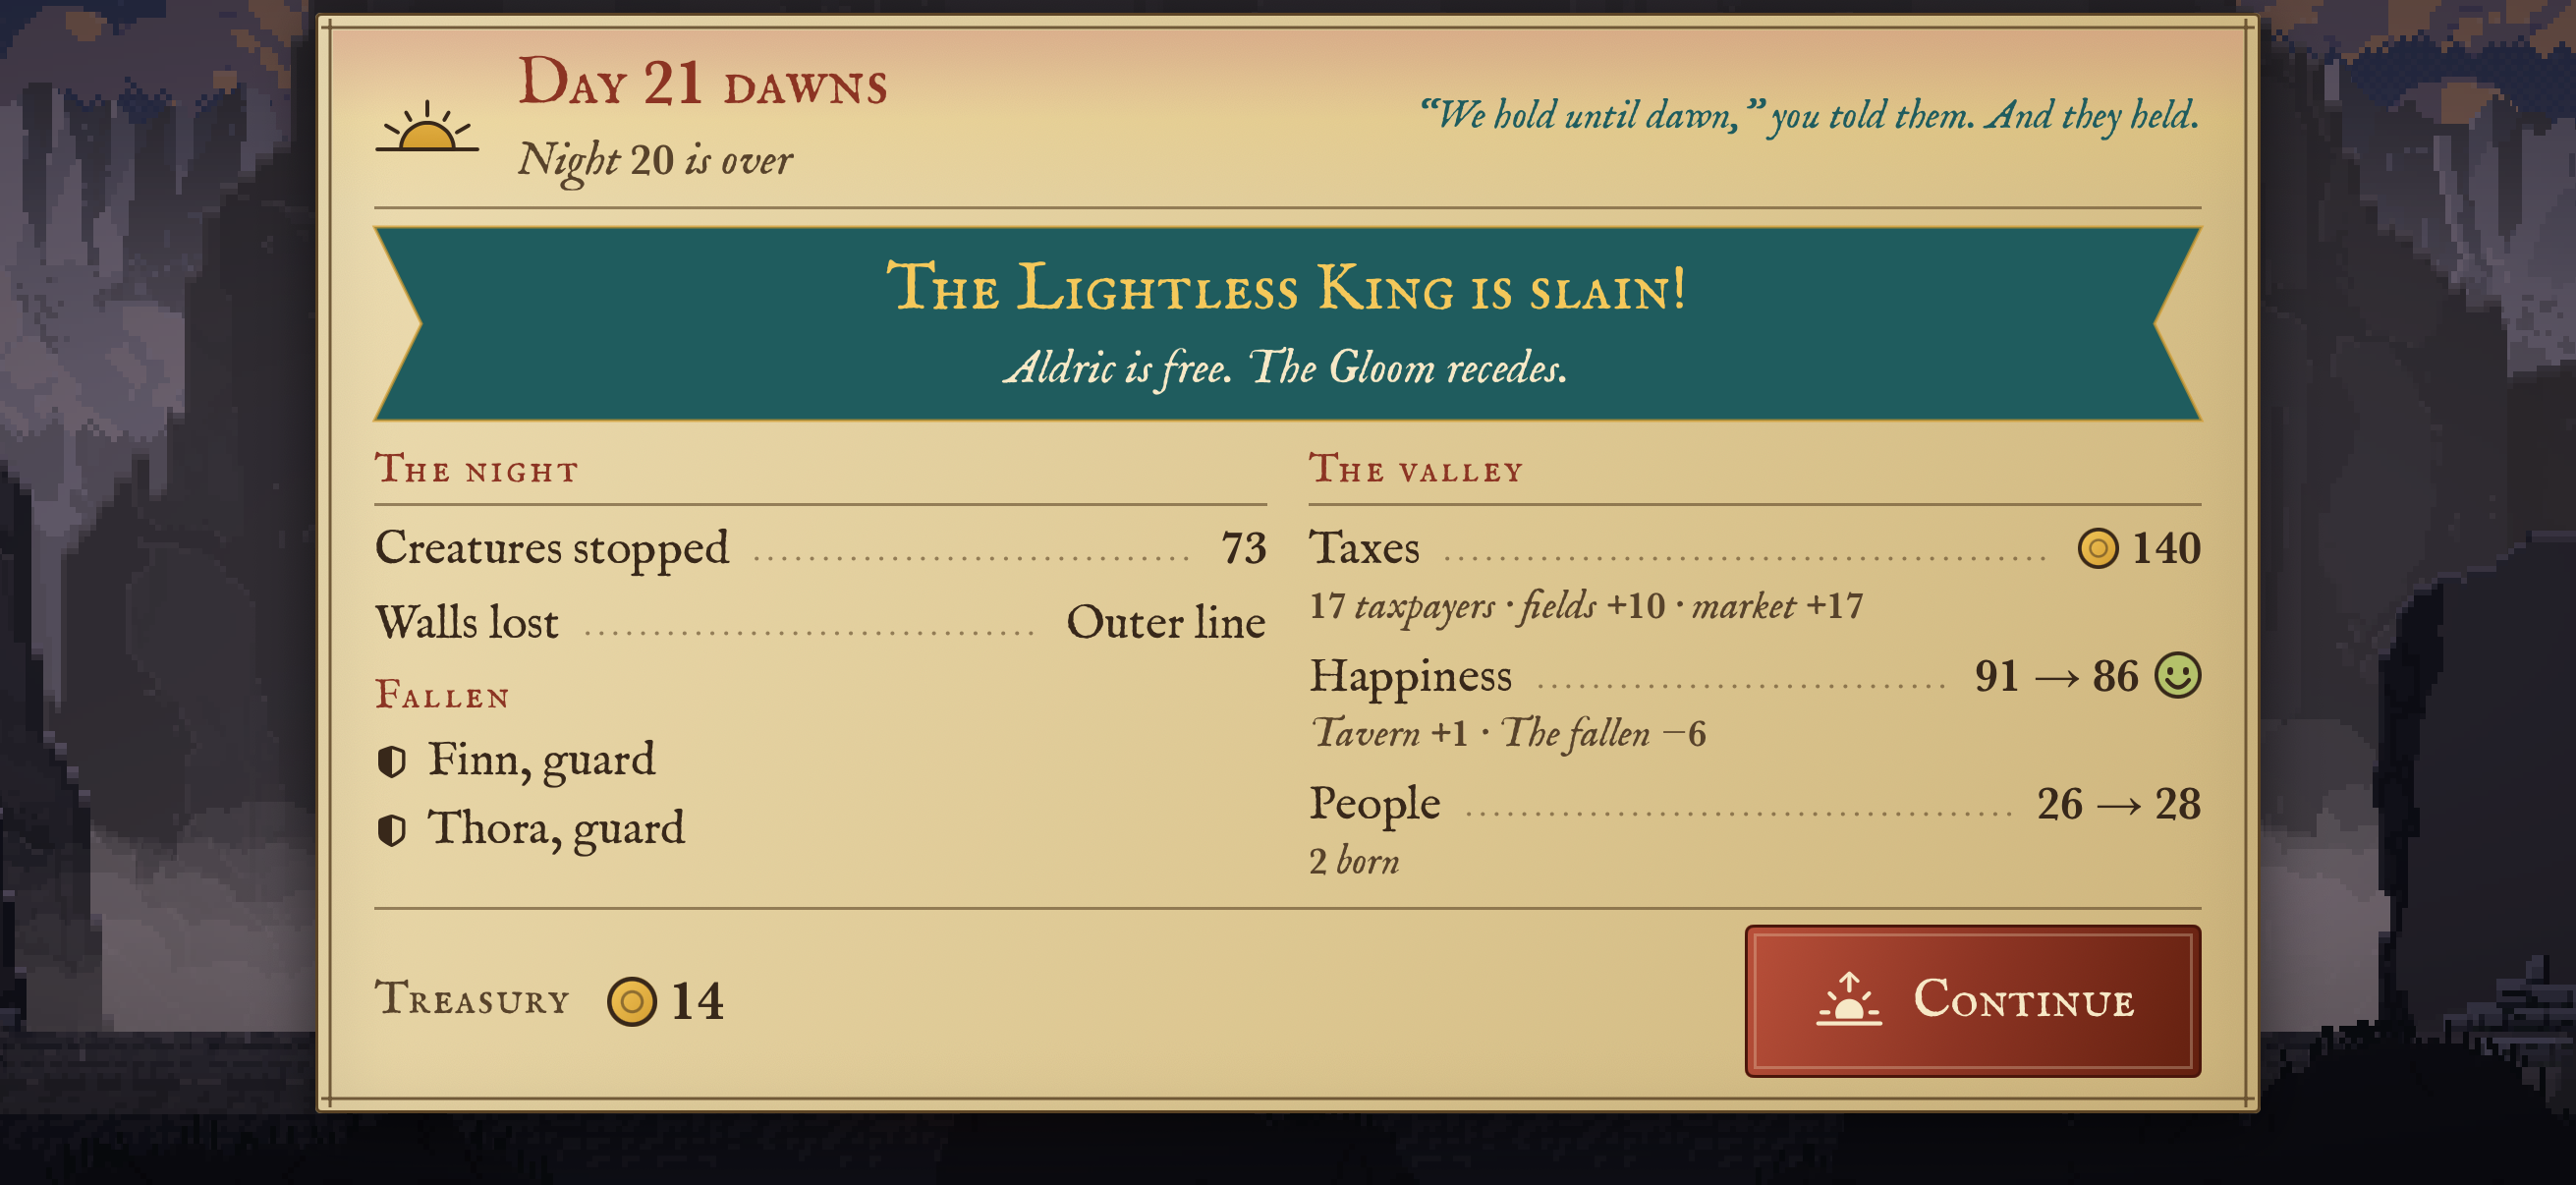 Day 21 dawns
Night 20 is over
“We hold until dawn,” you told them. And they held.
The Lightless King is slain!
Aldric is free. The Gloom recedes.
The night
Creatures stopped 73
Walls lost Outer line
Fallen
Finn, guard
Thora, guard
The valley
Taxes 140
17 taxpayers · fields +10 · market +17
Happiness 91 → 86
Tavern +1 · The fallen −6
People 26 → 28
2 born
Treasury 14
Continue